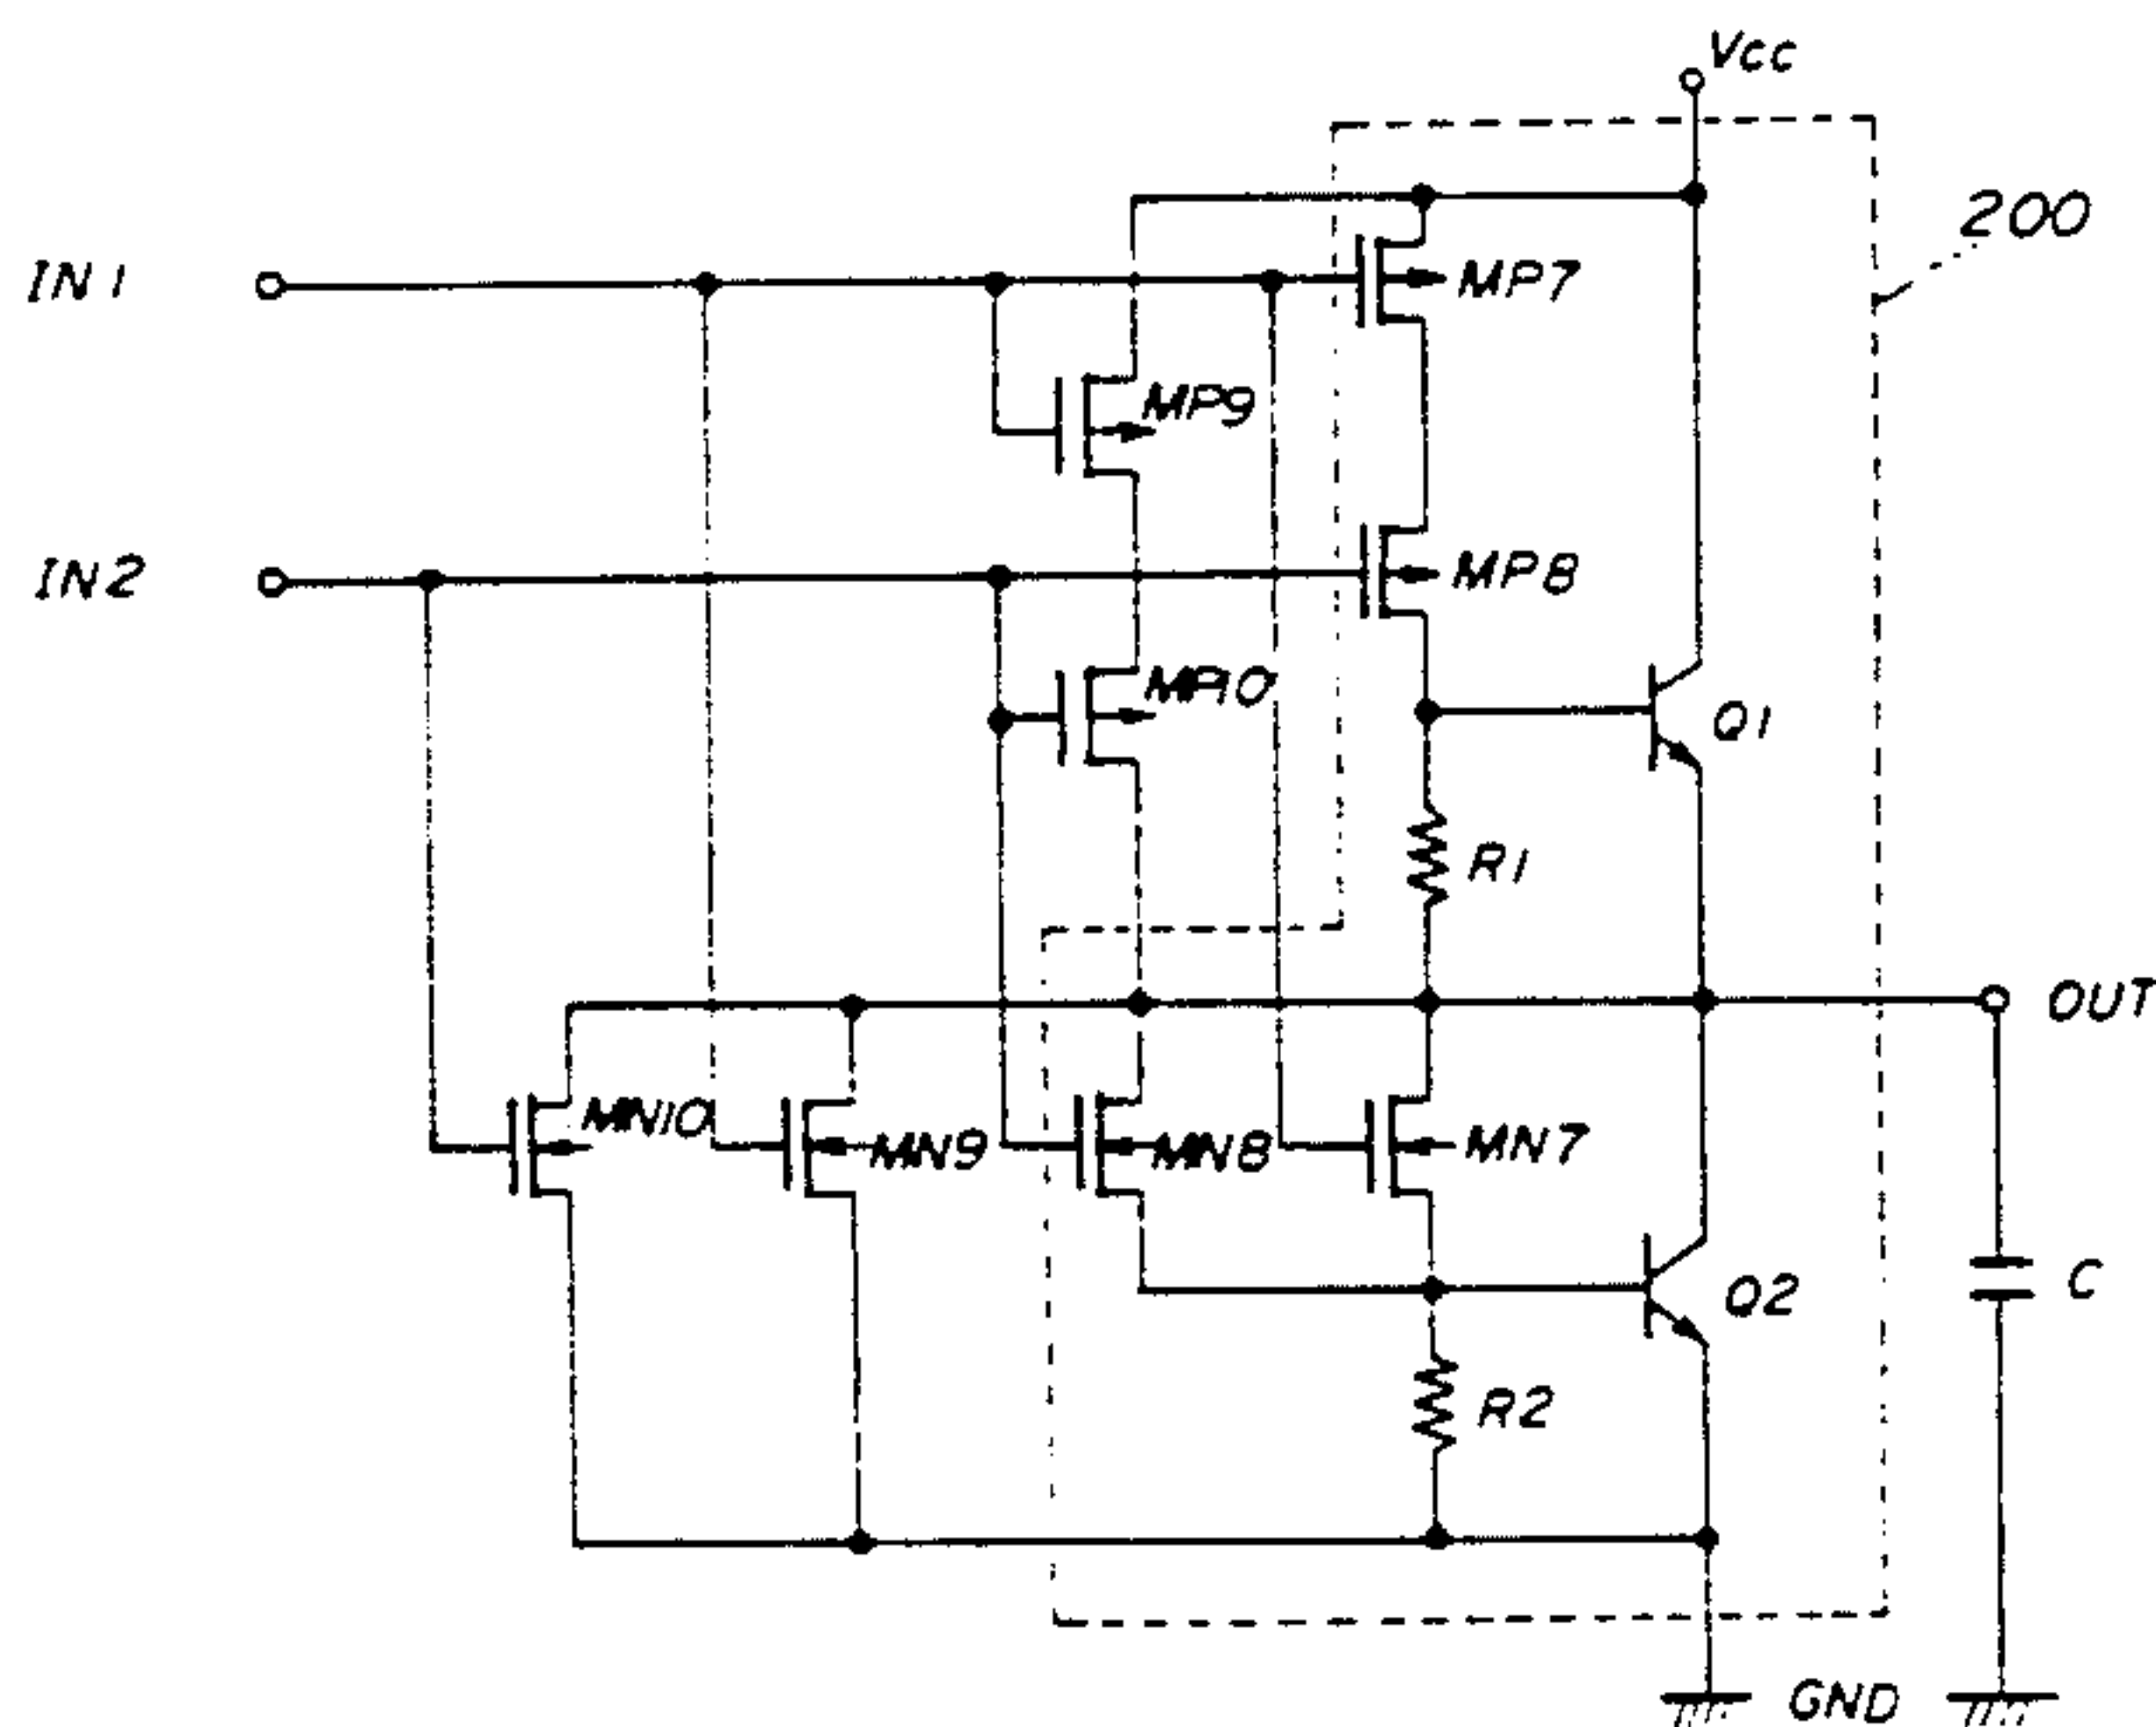 Vcc
200
IN1
MP7
MP9
IN2
MP8
MP10
Q1
R1
OUT
MN10
MN9
MN8
MN7
Q2
C
R2
GND